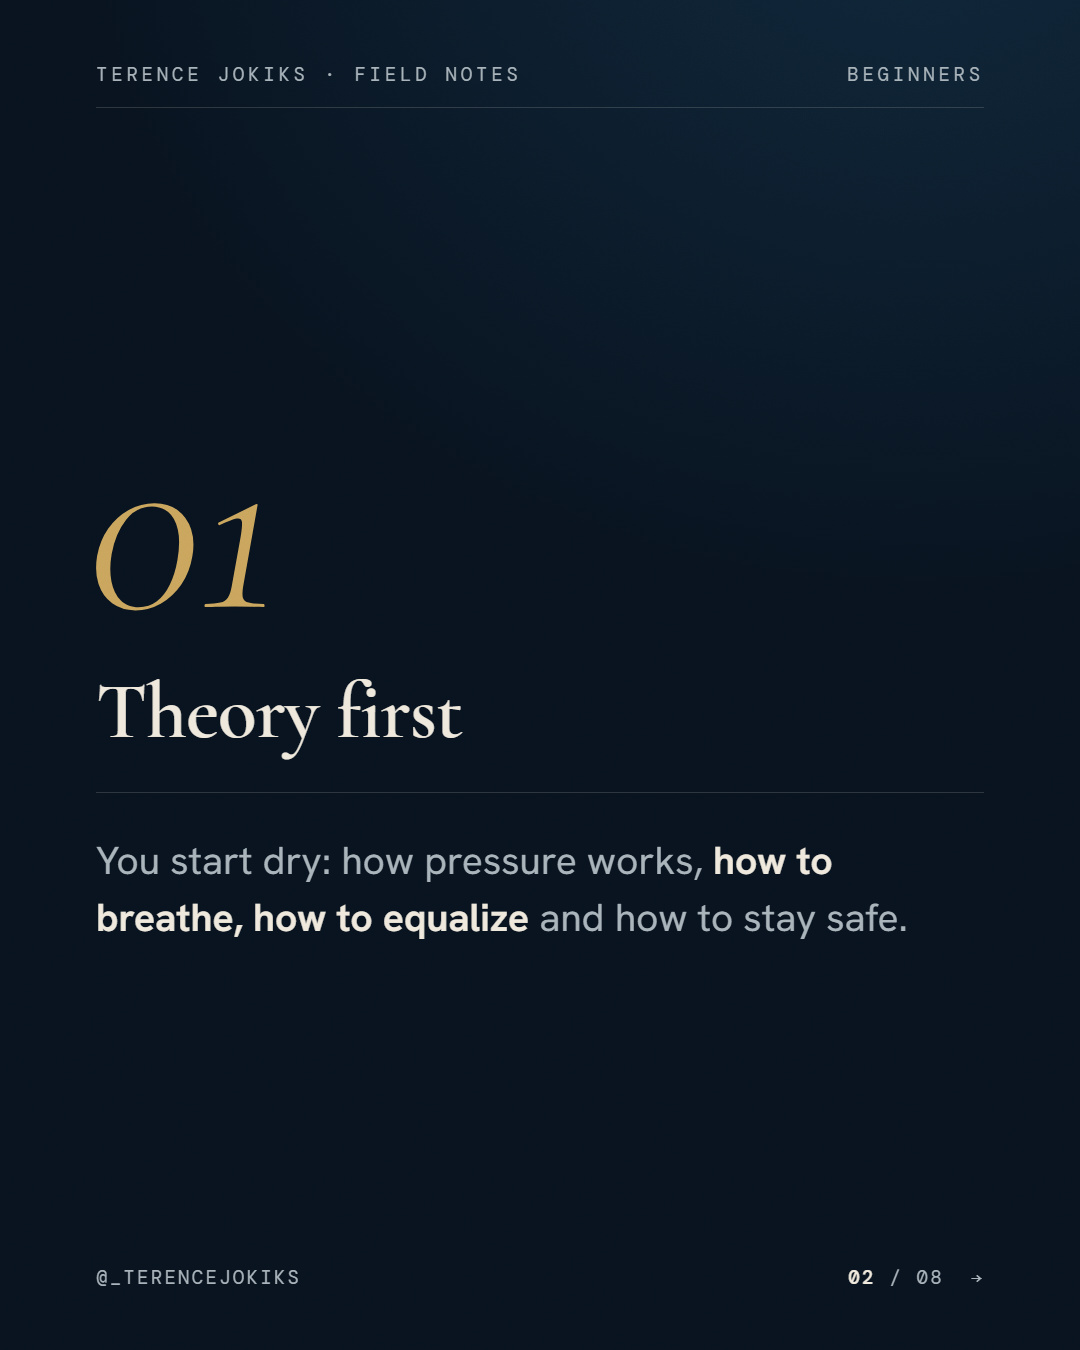 TERENCE JOKIKS · FIELD NOTES
BEGINNERS
01
Theory first
You start dry: how pressure works, how to
breathe, how to equalize and how to stay safe.
@_TERENCEJOKIKS
02 / 08 →